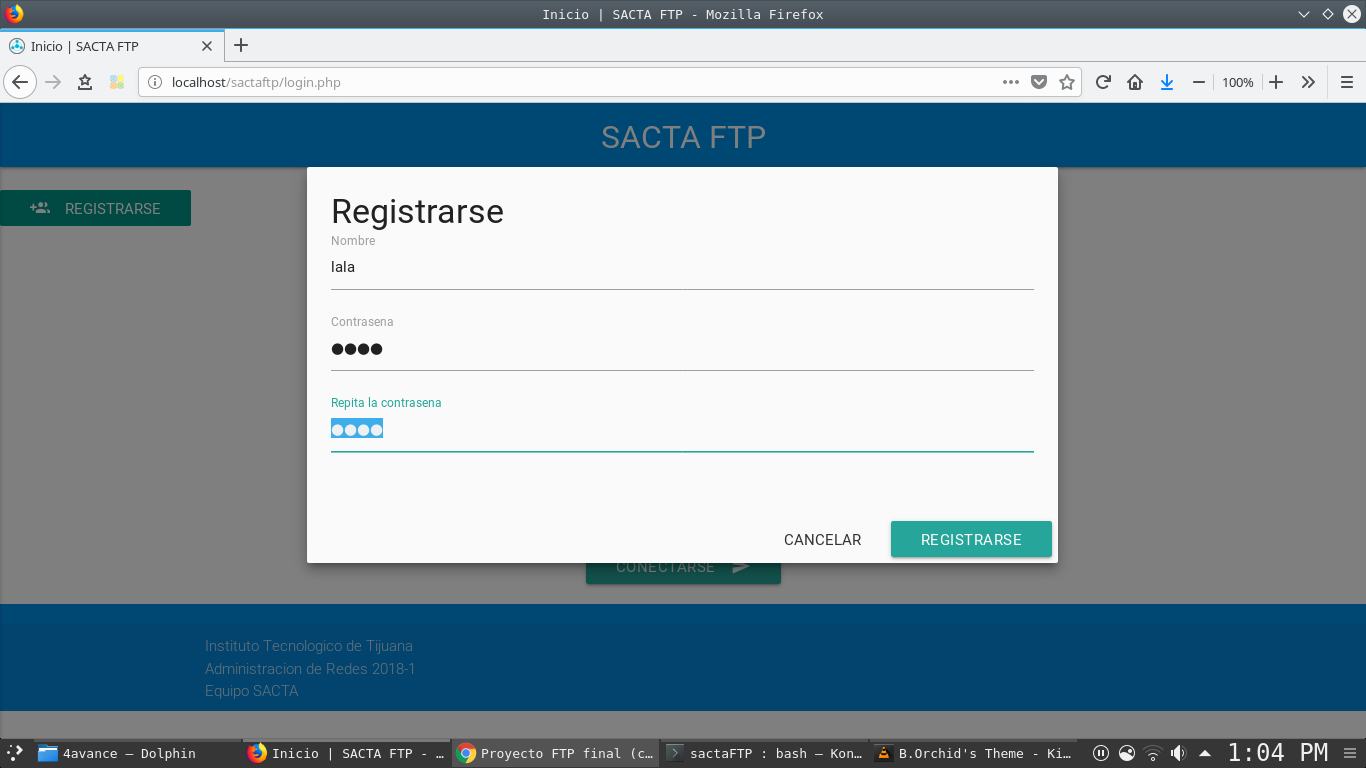 Inicio | SACTA FTP - Mozilla Firefox
Inicio | SACTA FTP
localhost/sactaftp/login.php
100%
SACTA FTP
REGISTRARSE
Registrarse
Nombre
lala
Contrasena
Repita la contrasena
CANCELAR
REGISTRARSE
CONECTARSE
Instituto Tecnologico de Tijuana
Administracion de Redes 2018-1
Equipo SACTA
4avance — Dolphin
Inicio | SACTA FTP - ...
Proyecto FTP final (c...
sactaFTP : bash — Kon...
B.Orchid's Theme - Ki...
1:04 PM